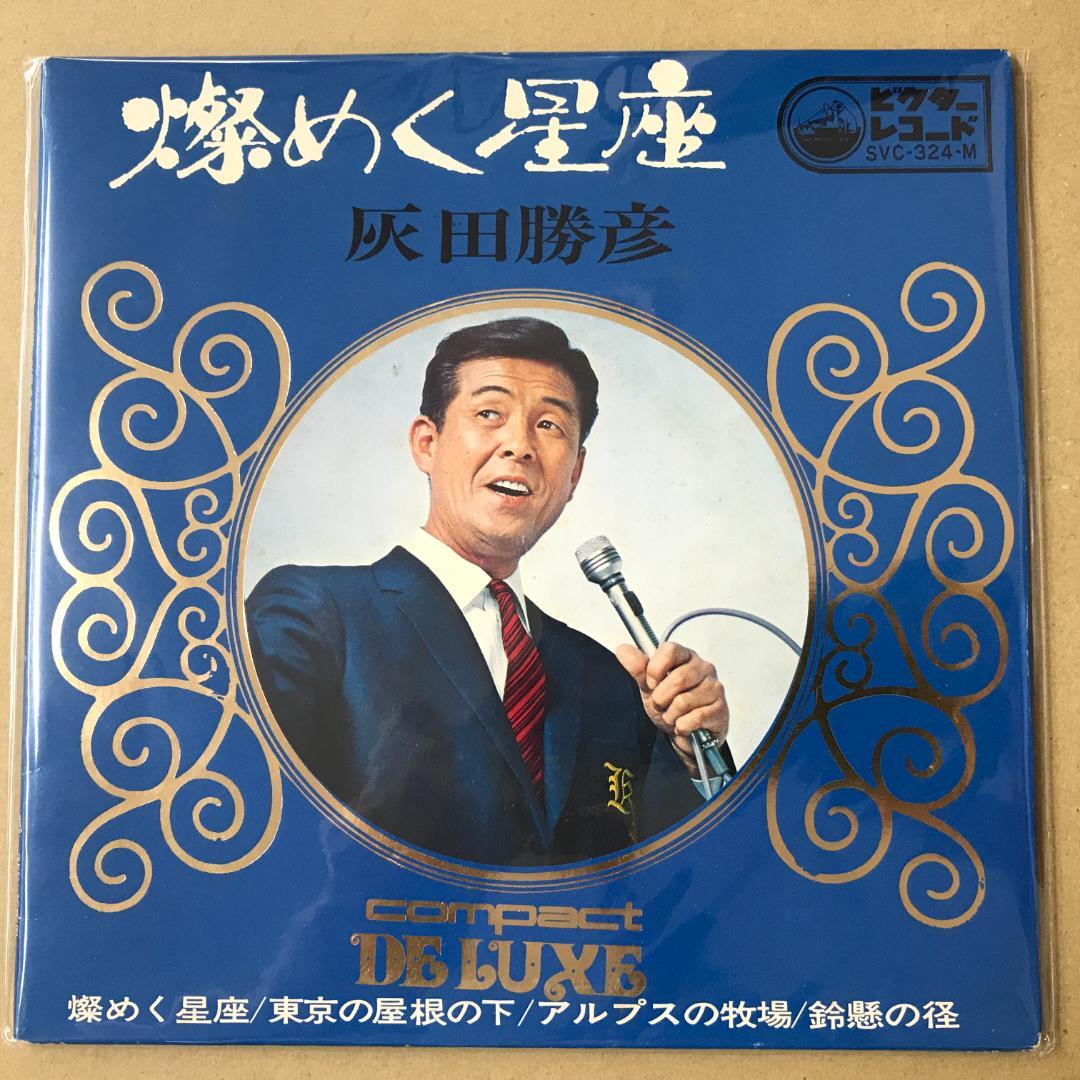 燦めく星座
ビクター
レコード
SVC-324-M
灰田勝彦
K
compact
DE LUXE
燦めく星座/東京の屋根の下/アルプスの牧場/鈴懸の径